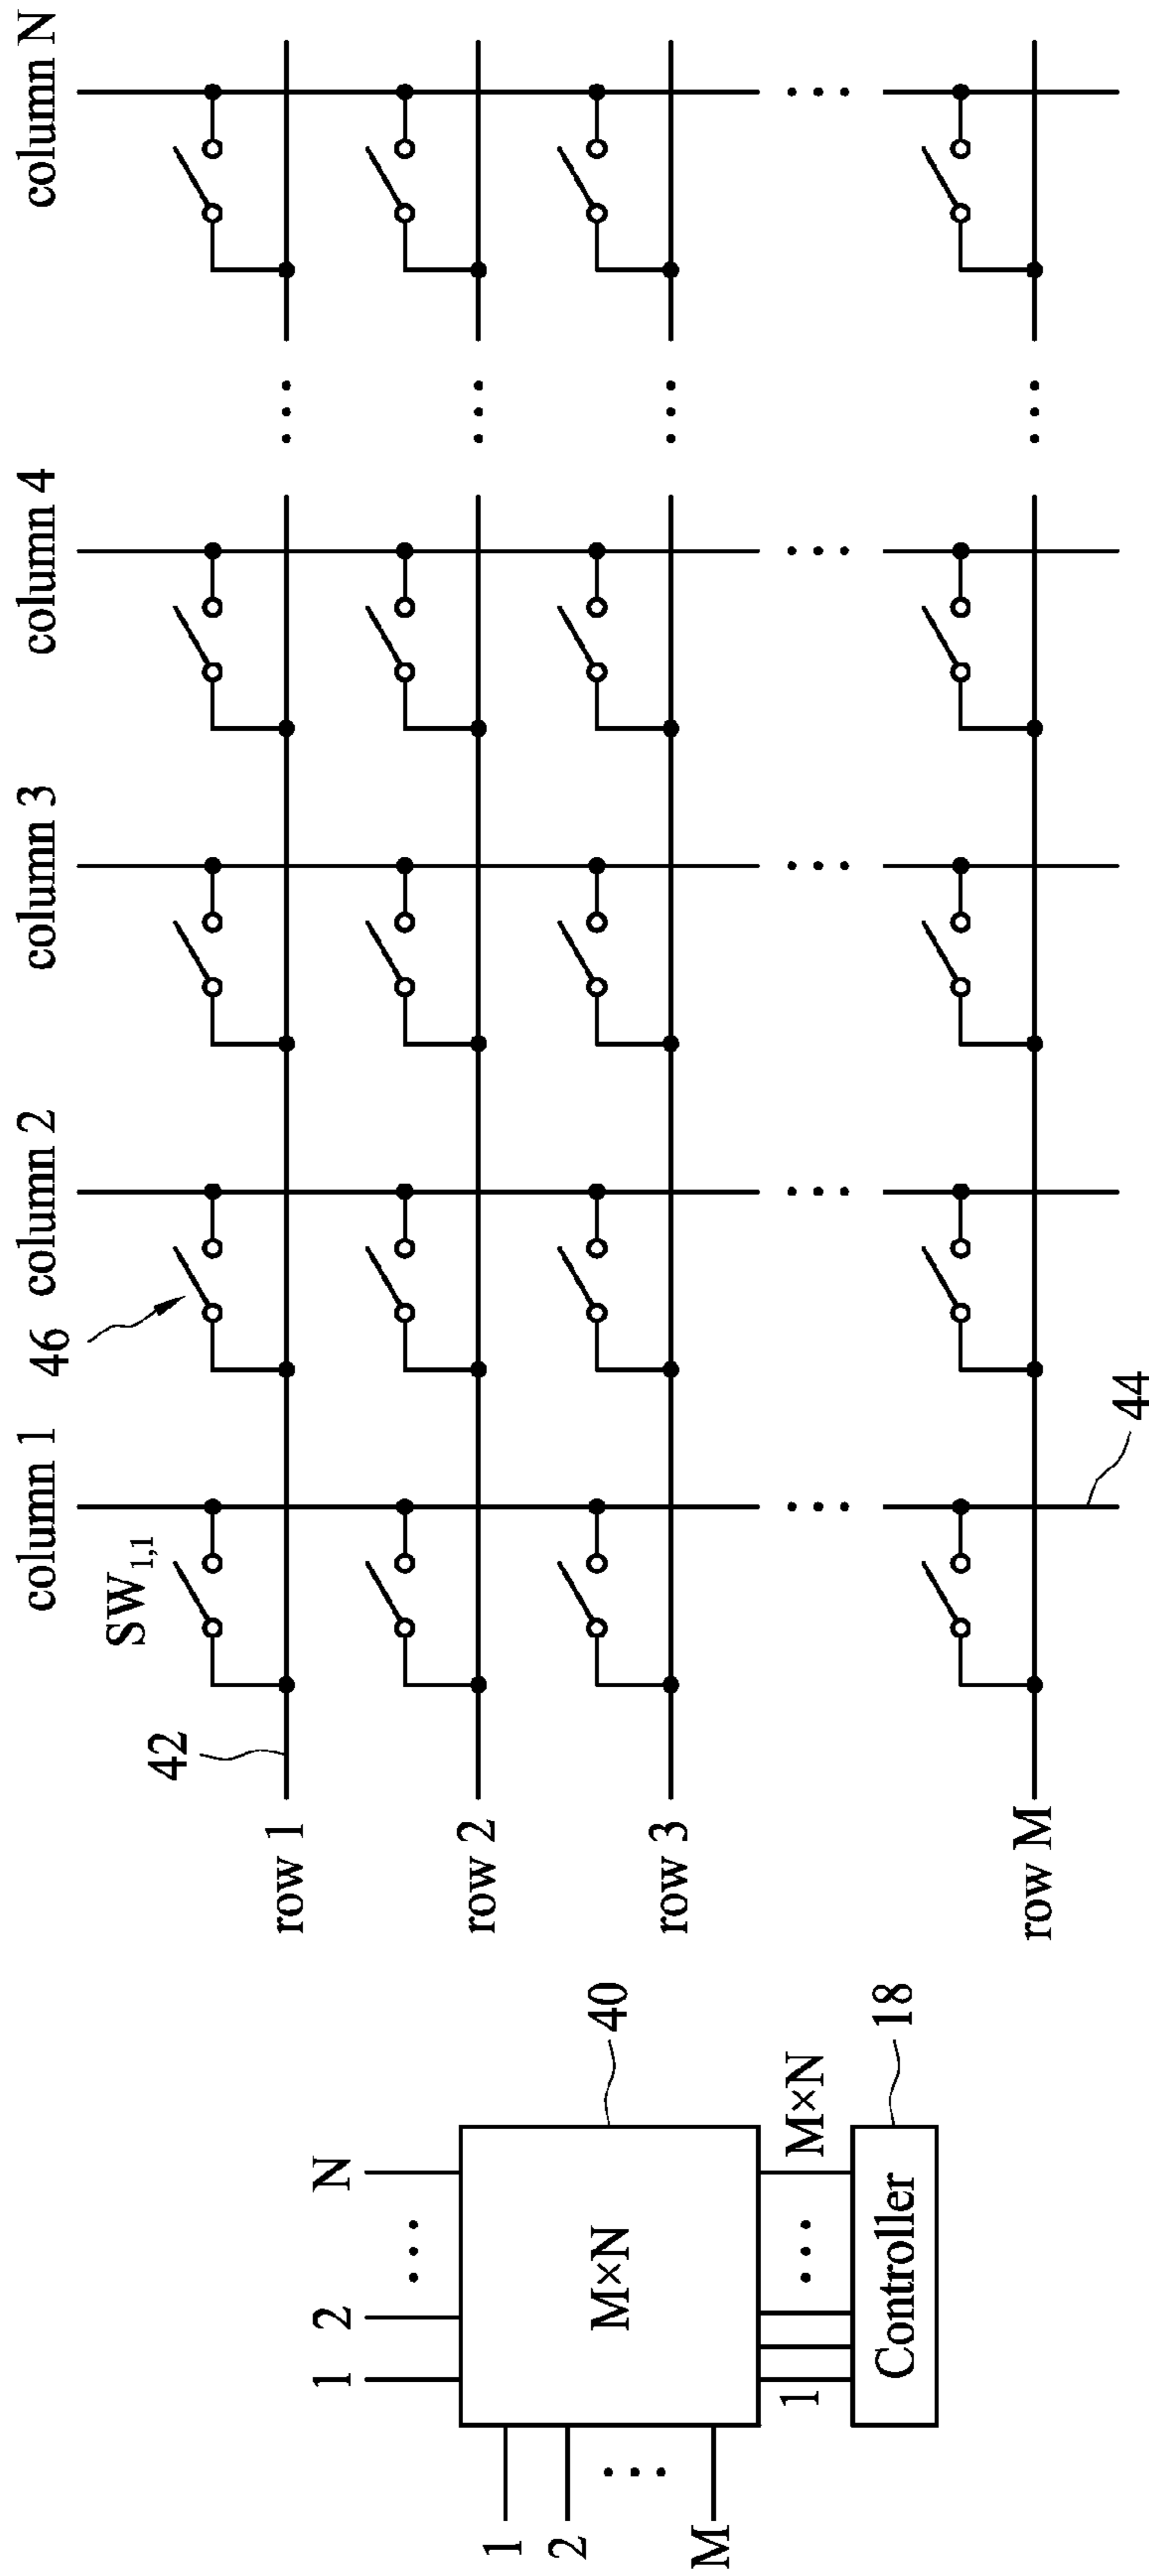 1
2
M
1
2
N
M×N
40
1
M×N
Controller
18
column 1
column 2
column 3
column 4
column N
46
SW1,1
42
row 1
row 2
row 3
row M
44